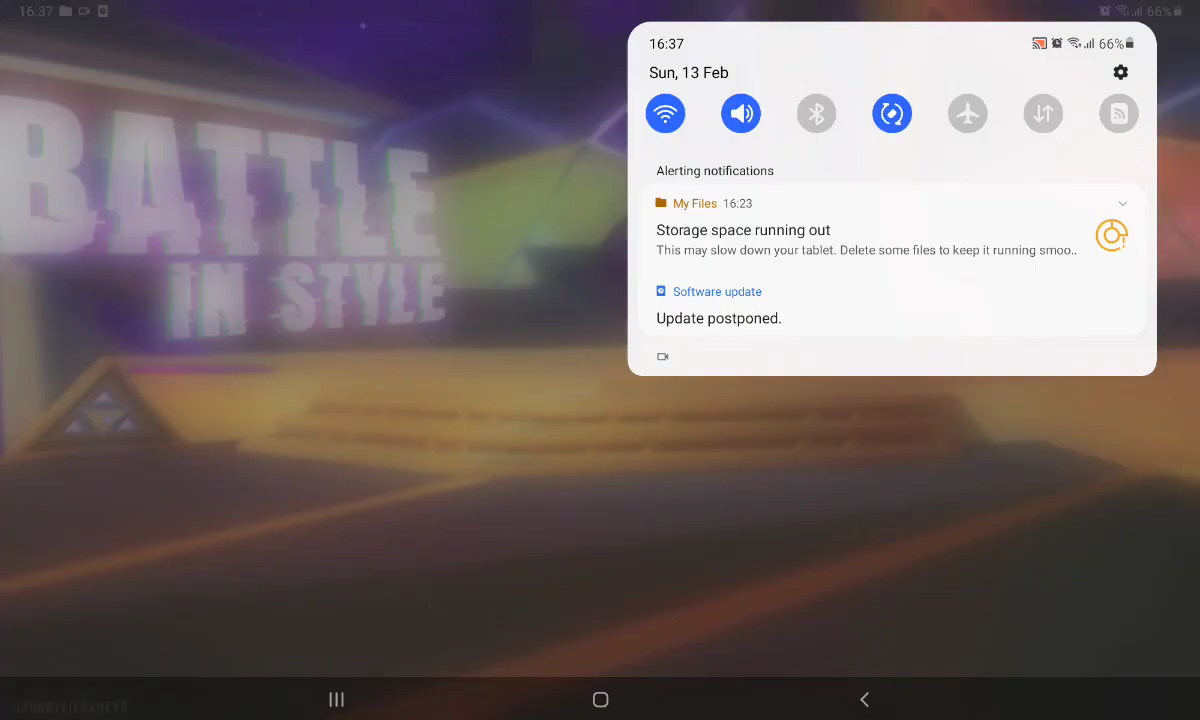 16:37
66%
BATTLE
IN STYLE
16:37
66%
Sun, 13 Feb
Alerting notifications
My Files 16:23
Storage space running out
This may slow down your tablet. Delete some files to keep it running smoo..
Software update
Update postponed.